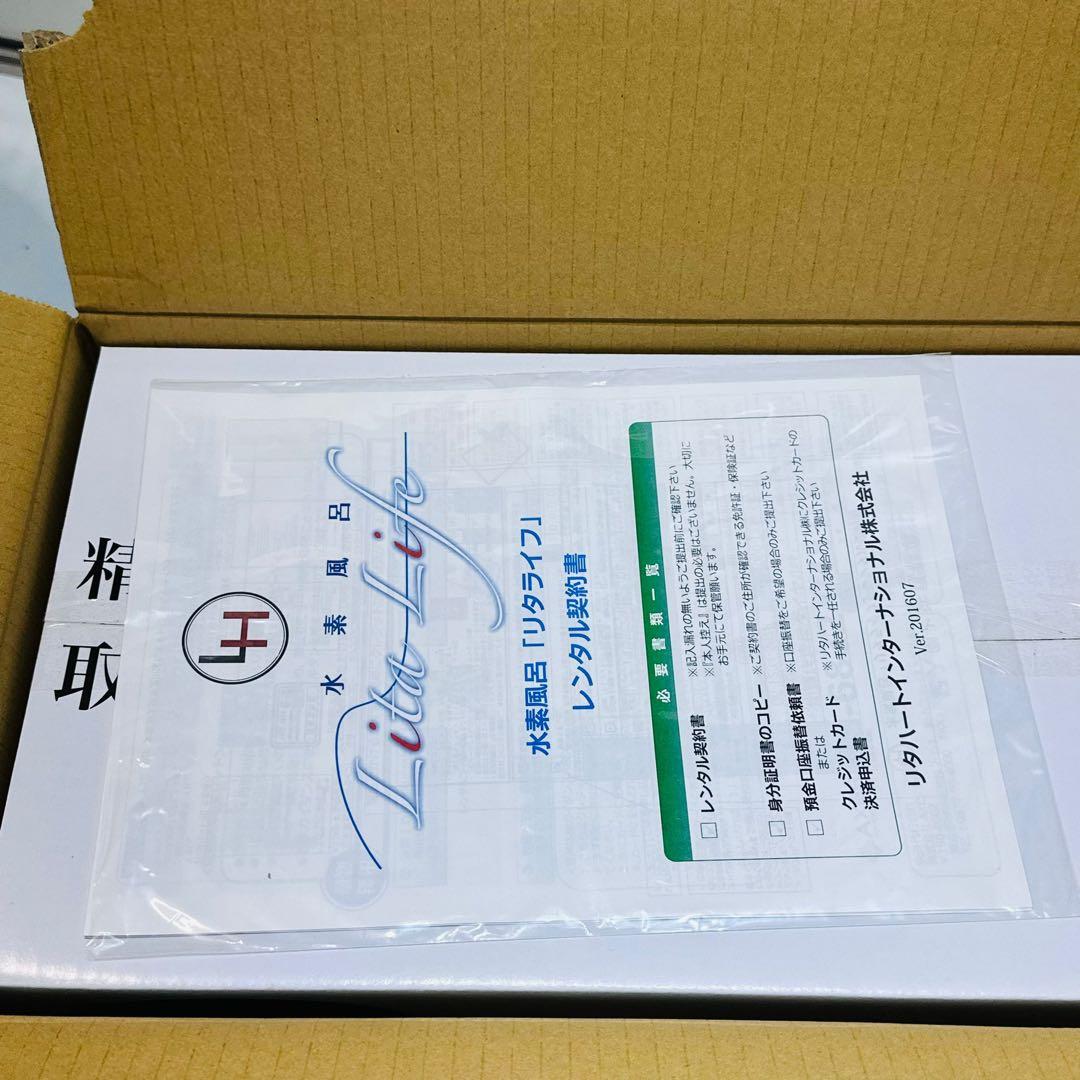 精
取
LH
水素風呂
Lita Life
水素風呂「リタライフ」
レンタル契約書
必要書類一覧
□ レンタル契約書
※記入漏れの無いようご提出前にご確認下さい
※『本人控え』は提出の必要はございません。大切に
お手元にて保管願います。
□ 身分証明書のコピー ※ご契約書のご住所が確認できる免許証・保険証など
□ 預金口座振替依頼書 ※口座振替をご希望の場合のみご提出下さい
または
クレジットカード
決済申込書
※リタハートインターナショナル㈱にクレジットカードの
手続きを一任される場合のみご提出下さい
リタハートインターナショナル株式会社
Ver.201607